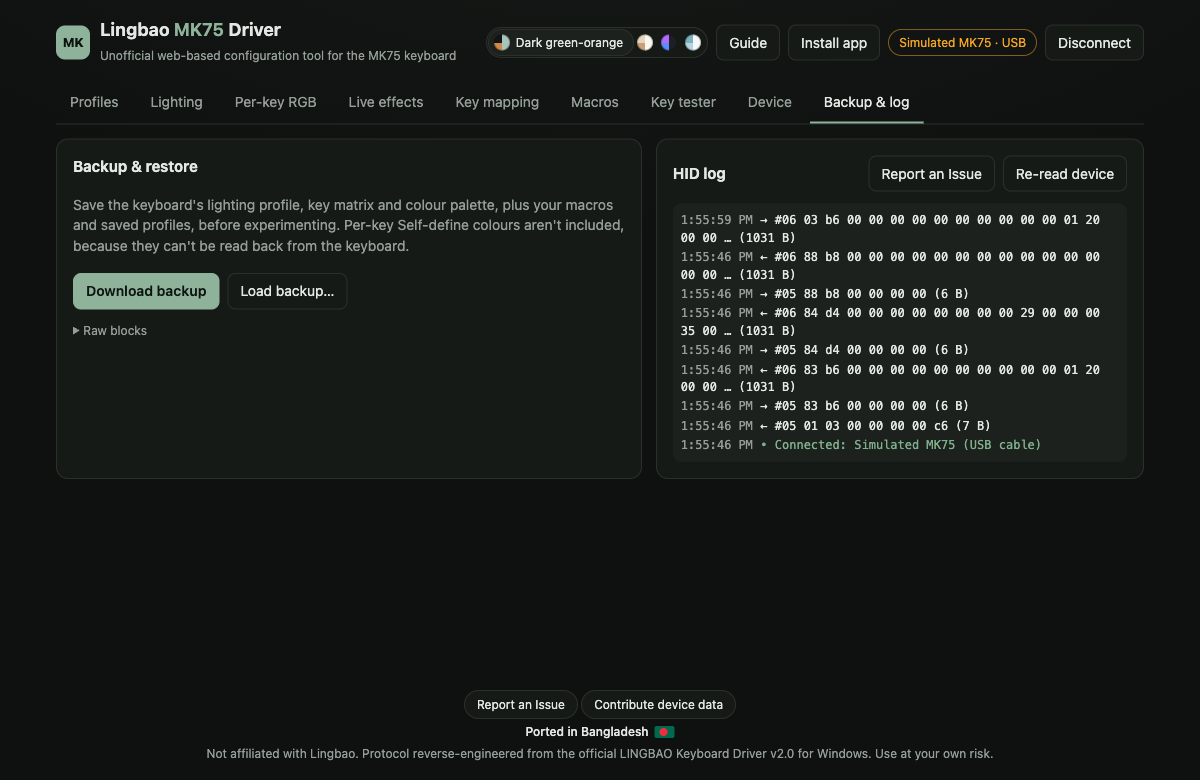 MK
Lingbao MK75 Driver
Unofficial web-based configuration tool for the MK75 keyboard
Dark green-orange
Guide
Install app
Simulated MK75 · USB
Disconnect
Profiles
Lighting
Per-key RGB
Live effects
Key mapping
Macros
Key tester
Device
Backup & log
Backup & restore
Save the keyboard's lighting profile, key matrix and colour palette, plus your macros
and saved profiles, before experimenting. Per-key Self-define colours aren't included,
because they can't be read back from the keyboard.
Download backup
Load backup…
Raw blocks
HID log
Report an Issue
Re-read device
1:55:59 PM → #06 03 b6 00 00 00 00 00 00 00 00 00 00 01 20
00 00 … (1031 B)
1:55:46 PM ← #06 88 b8 00 00 00 00 00 00 00 00 00 00 00 00
00 00 … (1031 B)
1:55:46 PM → #05 88 b8 00 00 00 00 (6 B)
1:55:46 PM ← #06 84 d4 00 00 00 00 00 00 00 00 29 00 00 00
35 00 … (1031 B)
1:55:46 PM → #05 84 d4 00 00 00 00 (6 B)
1:55:46 PM ← #06 83 b6 00 00 00 00 00 00 00 00 00 00 01 20
00 00 … (1031 B)
1:55:46 PM → #05 83 b6 00 00 00 00 (6 B)
1:55:46 PM ← #05 01 03 00 00 00 00 c6 (7 B)
1:55:46 PM • Connected: Simulated MK75 (USB cable)
Report an Issue
Contribute device data
Ported in Bangladesh
Not affiliated with Lingbao. Protocol reverse-engineered from the official LINGBAO Keyboard Driver v2.0 for Windows. Use at your own risk.